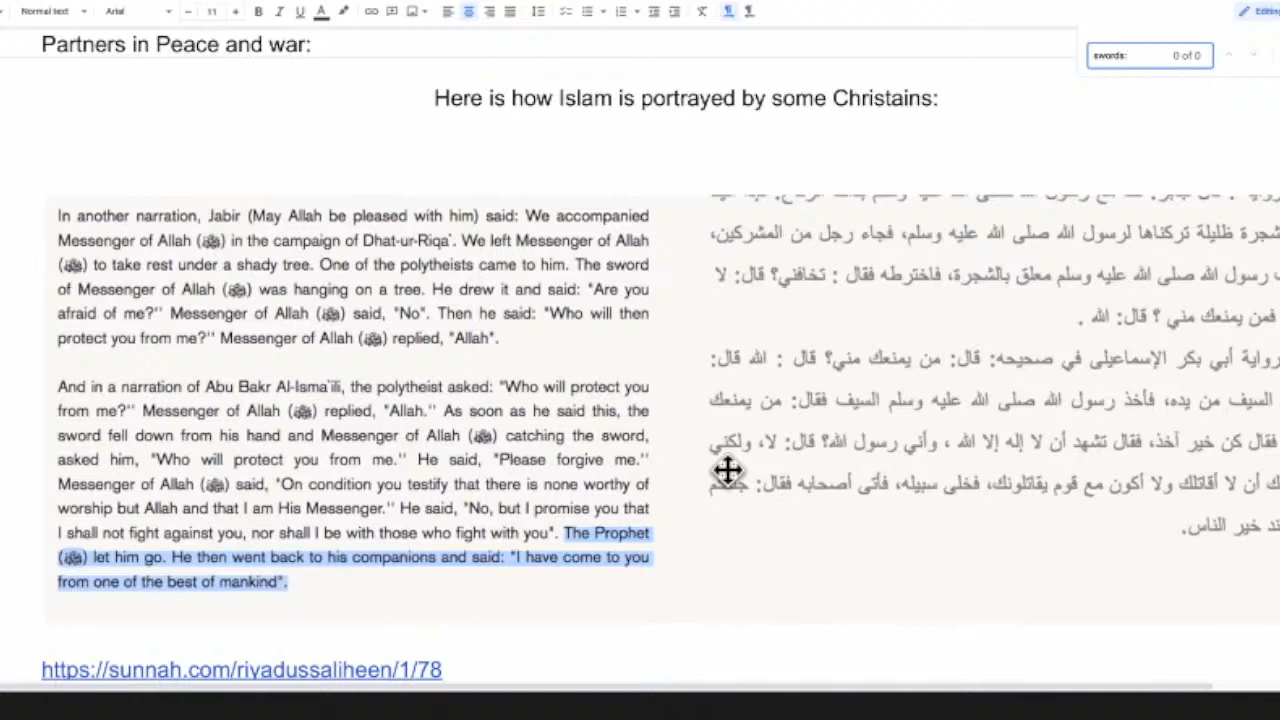 Normal text
Arial
11
B I U A
Editing
Partners in Peace and war:
swords:
0 of 0
Here is how Islam is portrayed by some Christains:
In another narration, Jabir (May Allah be pleased with him) said: We accompanied
Messenger of Allah (ﷺ) in the campaign of Dhat-ur-Riqa`. We left Messenger of Allah
(ﷺ) to take rest under a shady tree. One of the polytheists came to him. The sword
of Messenger of Allah (ﷺ) was hanging on a tree. He drew it and said: "Are you
afraid of me?'' Messenger of Allah (ﷺ) said, "No". Then he said: "Who will then
protect you from me?'' Messenger of Allah (ﷺ) replied, "Allah".
And in a narration of Abu Bakr Al-Isma`ili, the polytheist asked: "Who will protect you
from me?'' Messenger of Allah (ﷺ) replied, "Allah.'' As soon as he said this, the
sword fell down from his hand and Messenger of Allah (ﷺ) catching the sword,
asked him, "Who will protect you from me.'' He said, "Please forgive me.''
Messenger of Allah (ﷺ) said, "On condition you testify that there is none worthy of
worship but Allah and that I am His Messenger.'' He said, "No, but I promise you that
I shall not fight against you, nor shall I be with those who fight with you". The Prophet
(ﷺ) let him go. He then went back to his companions and said: "I have come to you
from one of the best of mankind".
شجرة ظليلة تركناها لرسول الله صلى الله عليه وسلم، فجاء رجل من المشركين،
رسول الله صلى الله عليه وسلم معلق بالشجرة، فاخترطه فقال : تخافني؟ قال: لا
فمن يمنعك مني ؟ قال: الله .
رواية أبي بكر الإسماعيلى في صحيحه: قال: من يمنعك مني؟ قال : الله قال:
السيف من يده، فأخذ رسول الله صلى الله عليه وسلم السيف فقال: من يمنعك
فقال كن خير آخذ، فقال تشهد أن لا إله إلا الله ، وأني رسول الله؟ قال: لا، ولكني
أن لا أقاتلك ولا أكون مع قوم يقاتلونك، فخلى سبيله، فأتى أصحابه فقال:
خير الناس.
https://sunnah.com/riyadussaliheen/1/78